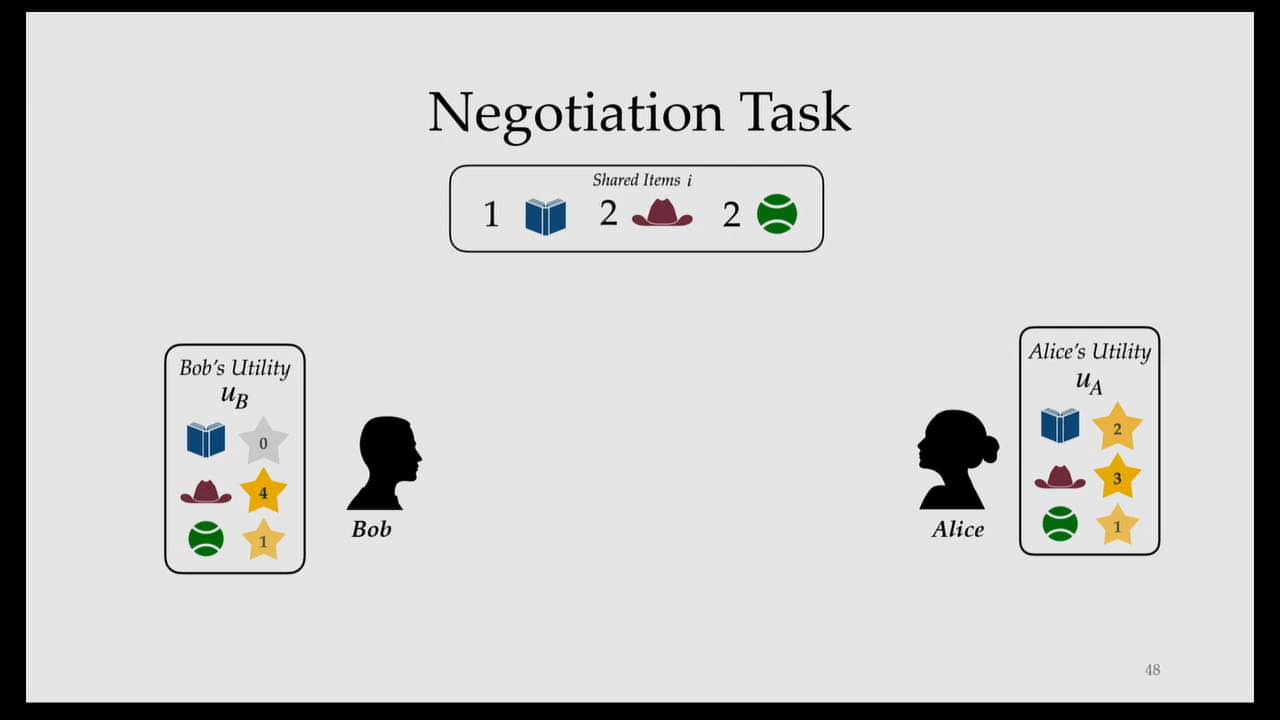 Negotiation Task
Shared Items i
1 2 2
Bob's Utility
u_B
0
4
1
Bob
Alice's Utility
u_A
2
3
1
Alice
48